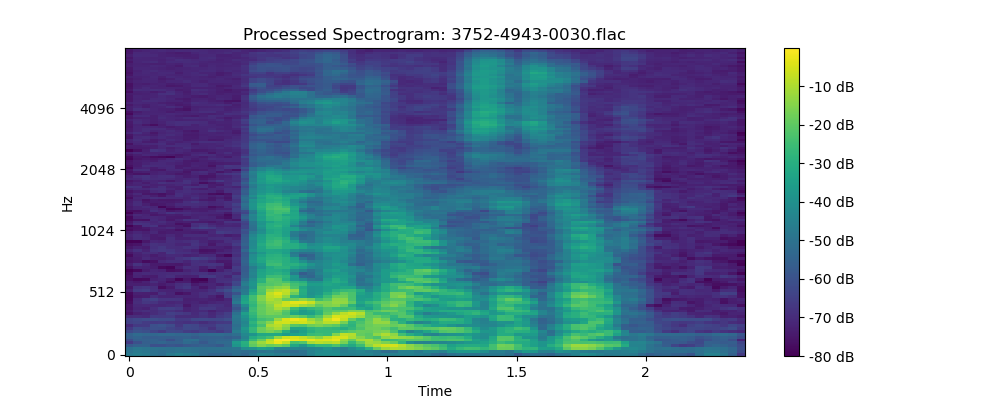 Processed Spectrogram: 3752-4943-0030.flac
Hz
4096
2048
1024
512
0
0
0.5
1
1.5
2
Time
-10 dB
-20 dB
-30 dB
-40 dB
-50 dB
-60 dB
-70 dB
-80 dB